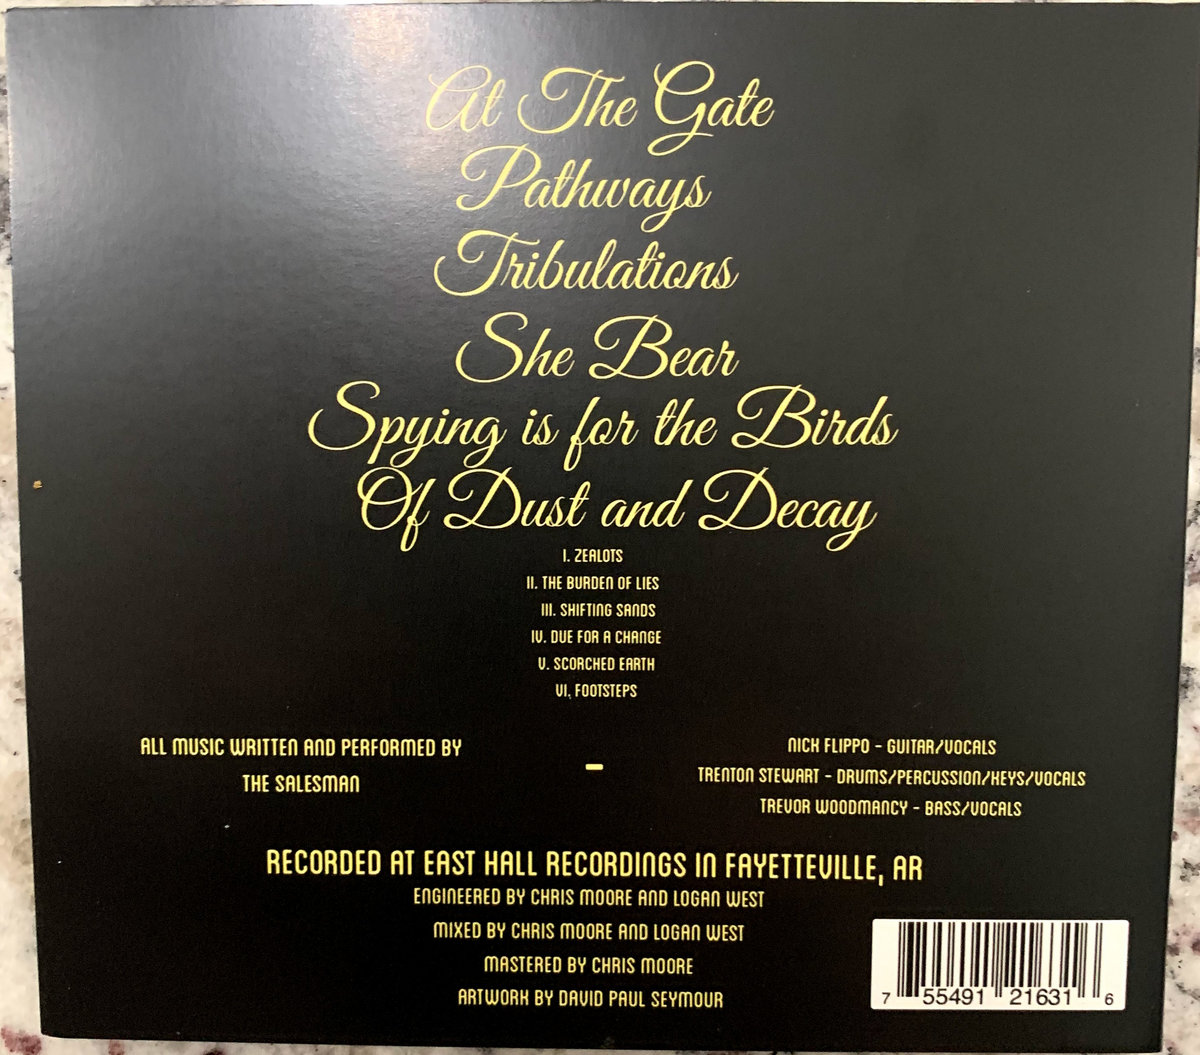 At The Gate
Pathways
Tribulations
She Bear
Spying is for the Birds
Of Dust and Decay
I. ZEALOTS
II. THE BURDEN OF LIES
III. SHIFTING SANDS
IV. DUE FOR A CHANGE
V. SCORCHED EARTH
VI. FOOTSTEPS
ALL MUSIC WRITTEN AND PERFORMED BY
THE SALESMAN
-
NICK FLIPPO - GUITAR/VOCALS
TRENTON STEWART - DRUMS/PERCUSSION/KEYS/VOCALS
TREVOR WOODMANCY - BASS/VOCALS
RECORDED AT EAST HALL RECORDINGS IN FAYETTEVILLE, AR
ENGINEERED BY CHRIS MOORE AND LOGAN WEST
MIXED BY CHRIS MOORE AND LOGAN WEST
MASTERED BY CHRIS MOORE
ARTWORK BY DAVID PAUL SEYMOUR
7 55491 21631 6